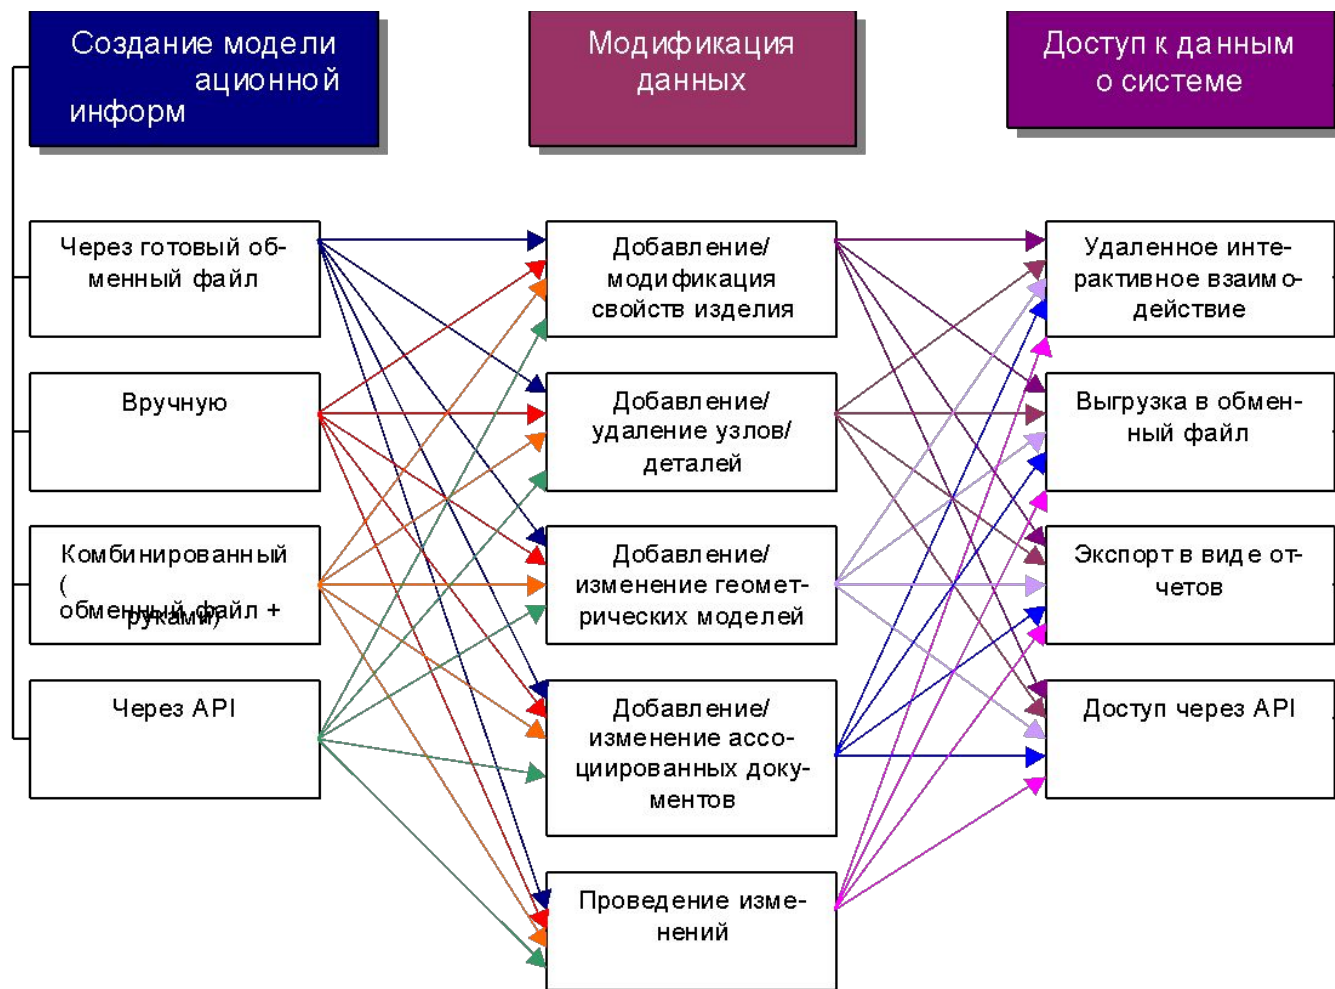 Создание модели
ационной
информ
Модификация
данных
Доступ к данным
о системе
Через готовый об-
менный файл
Вручную
Комбинированный
(
обменный файл +
руками)
Через API
Добавление/
модификация
свойств изделия
Добавление/
удаление узлов/
деталей
Добавление/
изменение геомет-
рических моделей
Добавление/
изменение ассо-
циированных доку-
ментов
Проведение изме-
нений
Удаленное инте-
рактивное взаимо-
действие
Выгрузка в обмен-
ный файл
Экспорт в виде от-
четов
Доступ через API